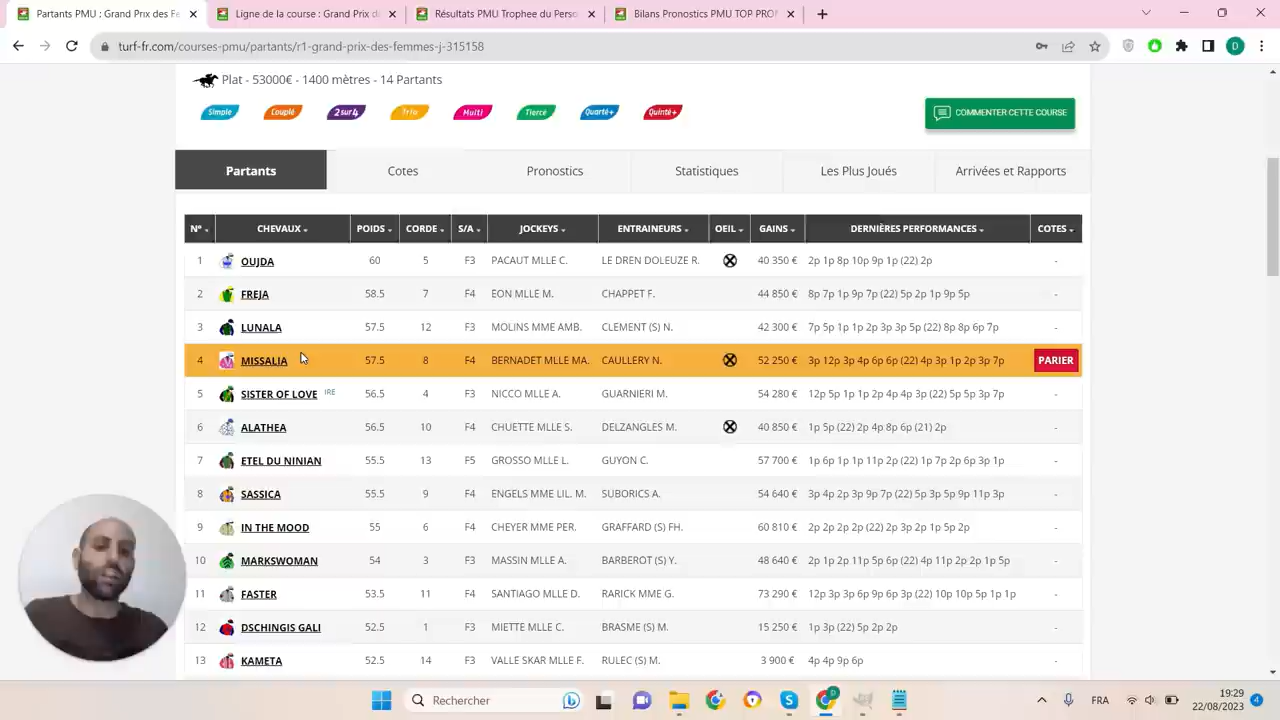 Partants PMU : Grand Prix des Fe
Ligne de la course : Grand Prix
Résultats PMU Trophee du Perso
Bilans Pronostics PMU TOP PRO
turf-fr.com/courses-pmu/partants/r1-grand-prix-des-femmes-j-356158
D
Plat - 53000€ - 1400 mètres - 14 Partants
Simple Couplé 2sur4 Trio Multi Tiercé Quarté+ Quinté+
COMMENTER CETTE COURSE
Partants Cotes Pronostics Statistiques Les Plus Joués Arrivées et Rapports
N° CHEVAUX POIDS CORDE S/A JOCKEYS ENTRAINEURS OEIL GAINS DERNIÈRES PERFORMANCES COTES
1 OUJDA 60 5 F3 PACAUT MLLE C. LE DREN DOLEUZE R. 40 350 € 2p 1p 8p 10p 9p 1p (22) 2p -
2 FREJA 58.5 7 F4 EON MLLE M. CHAPPET F. 44 850 € 8p 7p 1p 9p 7p (22) 5p 2p 1p 9p 5p -
3 LUNALA 57.5 12 F3 MOLINS MME AMB. CLEMENT (S) N. 42 300 € 7p 5p 1p 1p 2p 3p 3p 5p (22) 8p 8p 6p 7p -
4 MISSALIA 57.5 8 F4 BERNADET MLLE MA. CAULLERY N. 52 250 € 3p 12p 3p 4p 6p 6p (22) 4p 3p 1p 2p 3p 7p PARIER
5 SISTER OF LOVE IRE 56.5 4 F3 NICCO MLLE A. GUARNIERI M. 54 280 € 12p 5p 1p 1p 2p 4p 4p 3p (22) 5p 5p 3p 7p -
6 ALATHEA 56.5 10 F4 CHUETTE MLLE S. DELZANGLES M. 40 850 € 1p 5p (22) 2p 4p 8p 6p (21) 2p -
7 ETEL DU NINIAN 55.5 13 F5 GROSSO MLLE L. GUYON C. 57 700 € 1p 6p 1p 1p 11p 2p (22) 1p 7p 2p 6p 3p 1p -
8 SASSICA 55.5 9 F4 ENGELS MME LIL. M. SUBORICS A. 54 640 € 3p 4p 2p 3p 9p 7p (22) 5p 3p 5p 9p 11p 3p -
9 IN THE MOOD 55 6 F4 CHEYER MME PER. GRAFFARD (S) FH. 60 810 € 2p 2p 2p 2p (22) 2p 3p 2p 1p 5p 2p -
10 MARKSWOMAN 54 3 F3 MASSIN MLLE A. BARBEROT (S) Y. 48 640 € 2p 1p 2p 11p 5p 6p (22) 4p 11p 2p 2p 1p 5p -
11 FASTER 53.5 11 F4 SANTIAGO MLLE D. RARICK MME G. 73 290 € 12p 3p 3p 6p 9p 6p 3p (22) 10p 10p 5p 1p 1p -
12 DSCHINGIS GALI 52.5 1 F3 MIETTE MLLE C. BRASME (S) M. 15 250 € 1p 3p (22) 5p 2p 2p -
13 KAMETA 52.5 14 F3 VALLE SKAR MLLE F. RULEC (S) M. 3 900 € 4p 4p 9p 6p -
Rechercher
FRA
19:29
22/08/2023
4